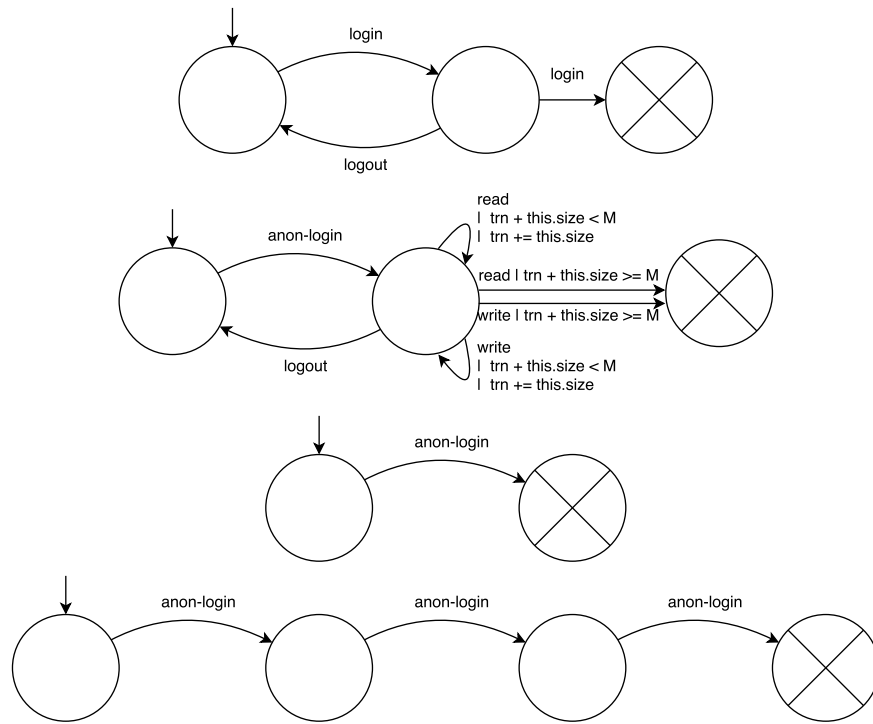 login
login
logout
read
| trn + this.size < M
| trn += this.size
anon-login
read | trn + this.size >= M
write | trn + this.size >= M
logout
write
| trn + this.size < M
| trn += this.size
anon-login
anon-login
anon-login
anon-login